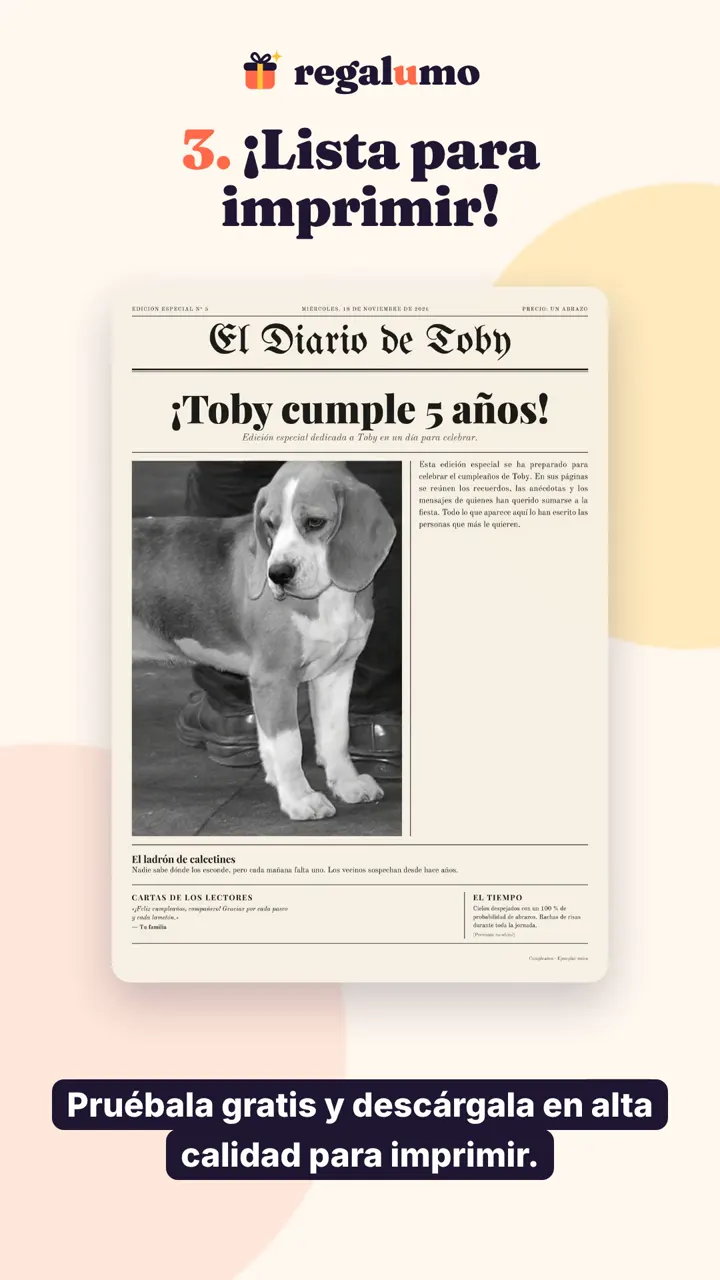 regalumo
3. ¡Lista para
imprimir!
EDICIÓN ESPECIAL Nº 5
MIÉRCOLES, 18 DE NOVIEMBRE DE 2026
PRECIO: UN ABRAZO
El Diario de Toby
¡Toby cumple 5 años!
Edición especial dedicada a Toby en un día para celebrar.
Esta edición especial se ha preparado para
celebrar el cumpleaños de Toby. En sus páginas
se reúnen los recuerdos, las anécdotas y los
mensajes de quienes han querido sumarse a la
fiesta. Todo lo que aparece aquí lo han escrito las
personas que más le quieren.
El ladrón de calcetines
Nadie sabe dónde los esconde, pero cada mañana falta uno. Los vecinos sospechan desde hace años.
CARTAS DE LOS LECTORES
«¡Feliz cumpleaños, compañero! Gracias por cada paseo
y cada lametón.»
— Tu familia
EL TIEMPO
Cielos despejados con un 100 % de
probabilidad de abrazos. Rachas de risas
durante toda la jornada.
Cumpleaños · Ejemplar único
Pruébala gratis y descárgala en alta
calidad para imprimir.